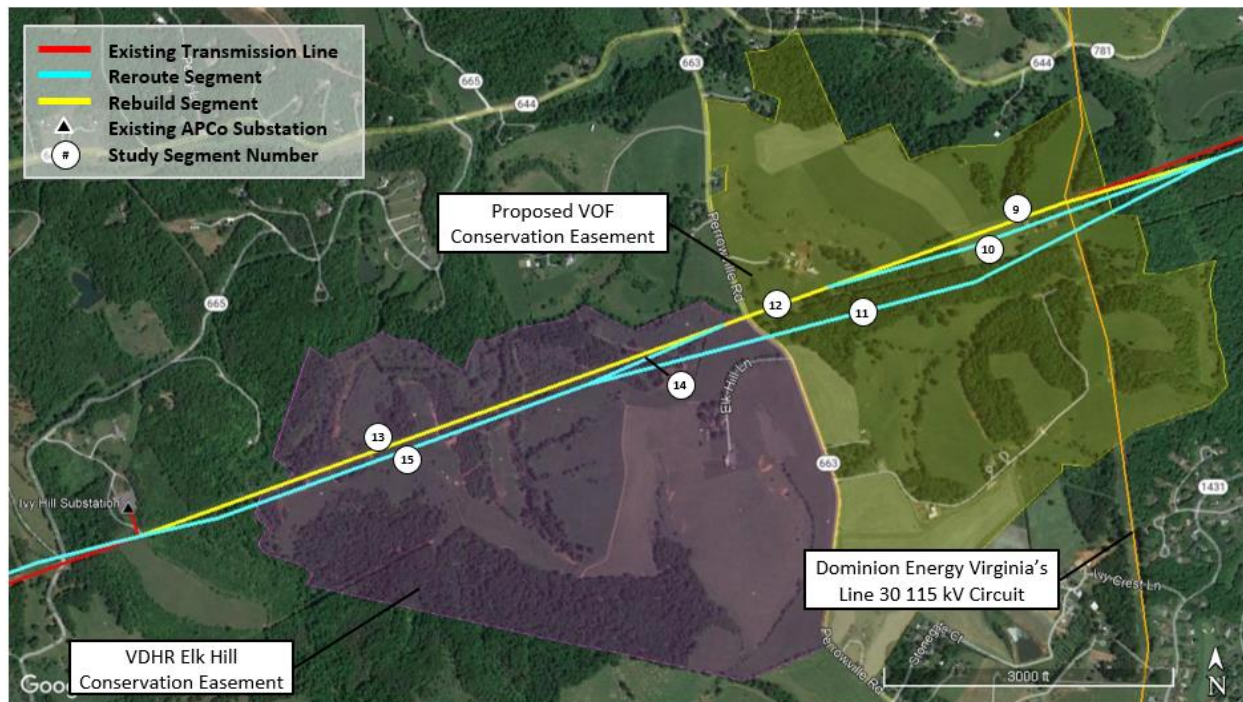 Existing Transmission Line
Reroute Segment
Rebuild Segment
Existing APCo Substation
# Study Segment Number
665
644
663
644
781
Proposed VOF
Conservation Easement
Perrowville Rd
9
10
12
11
665
14
Elk Hill Ln
13
15
663
Ivy Hill Substation
1431
Dominion Energy Virginia's
Line 30 115 kV Circuit
Ivy Crest Ln
Stonegate Ct
VDHR Elk Hill
Conservation Easement
Perrowville Rd
3000 ft
Goo
N